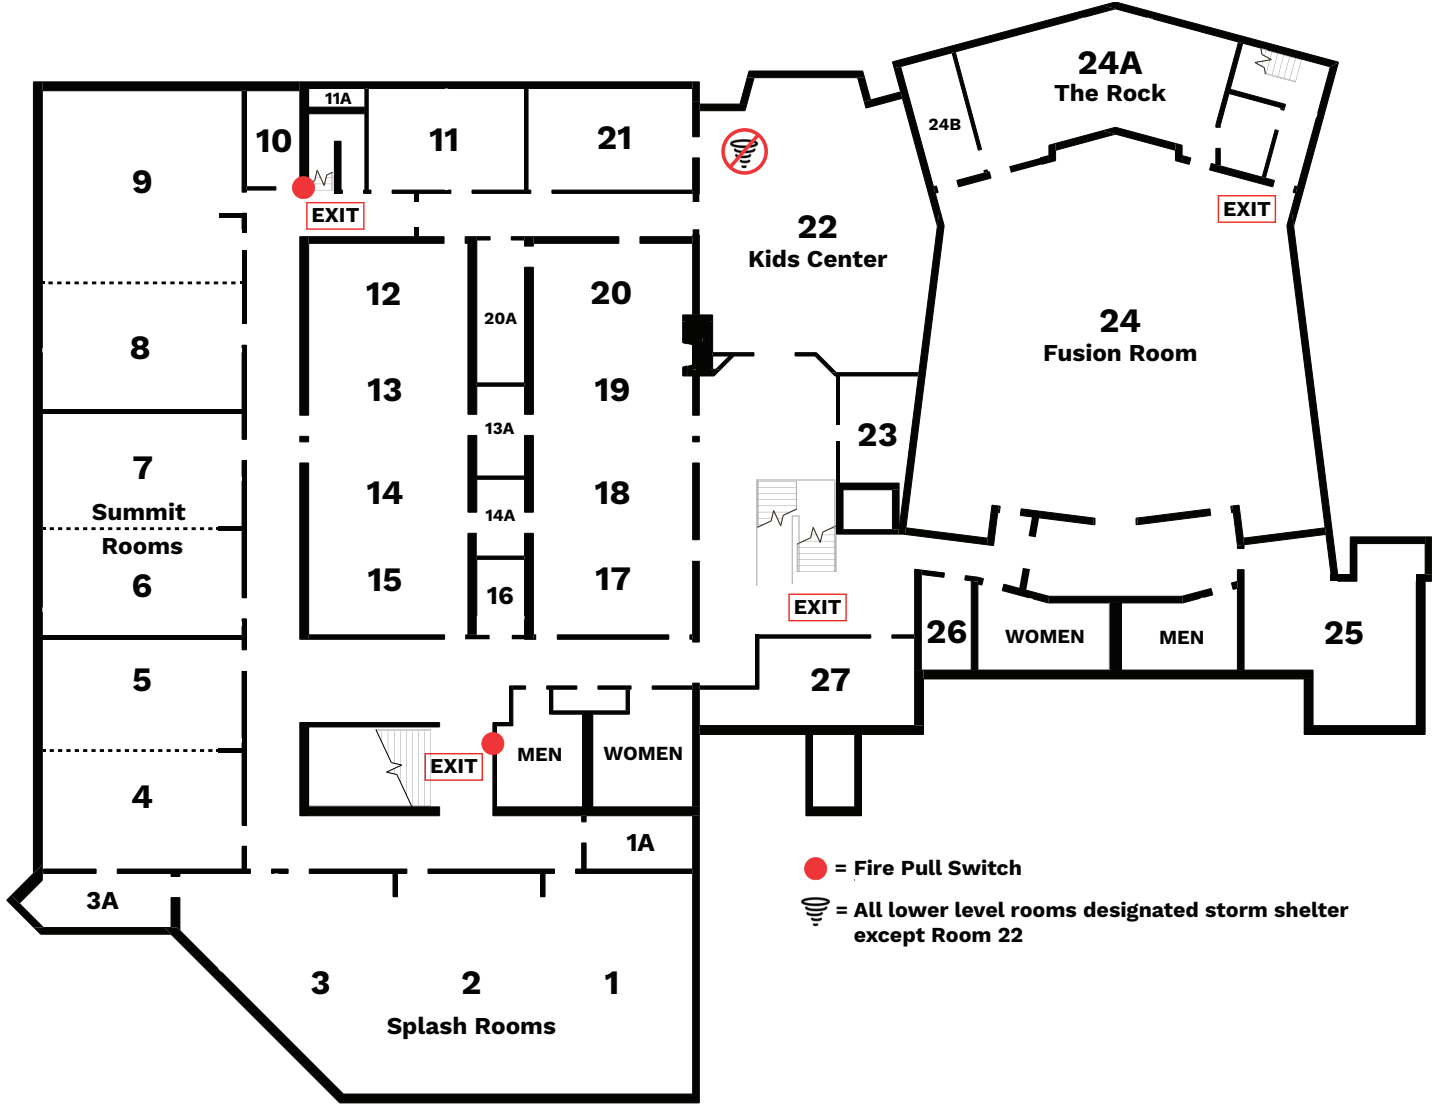 24A
The Rock
11A
24B
10
11
21
9
EXIT
EXIT
22
Kids Center
12
20A
20
24
Fusion Room
8
13
19
13A
23
7
Summit
Rooms
14
14A
18
6
15
16
17
EXIT
26
WOMEN
MEN
25
5
27
MEN
WOMEN
EXIT
4
1A
= Fire Pull Switch
3A
= All lower level rooms designated storm shelter
except Room 22
3
2
1
Splash Rooms